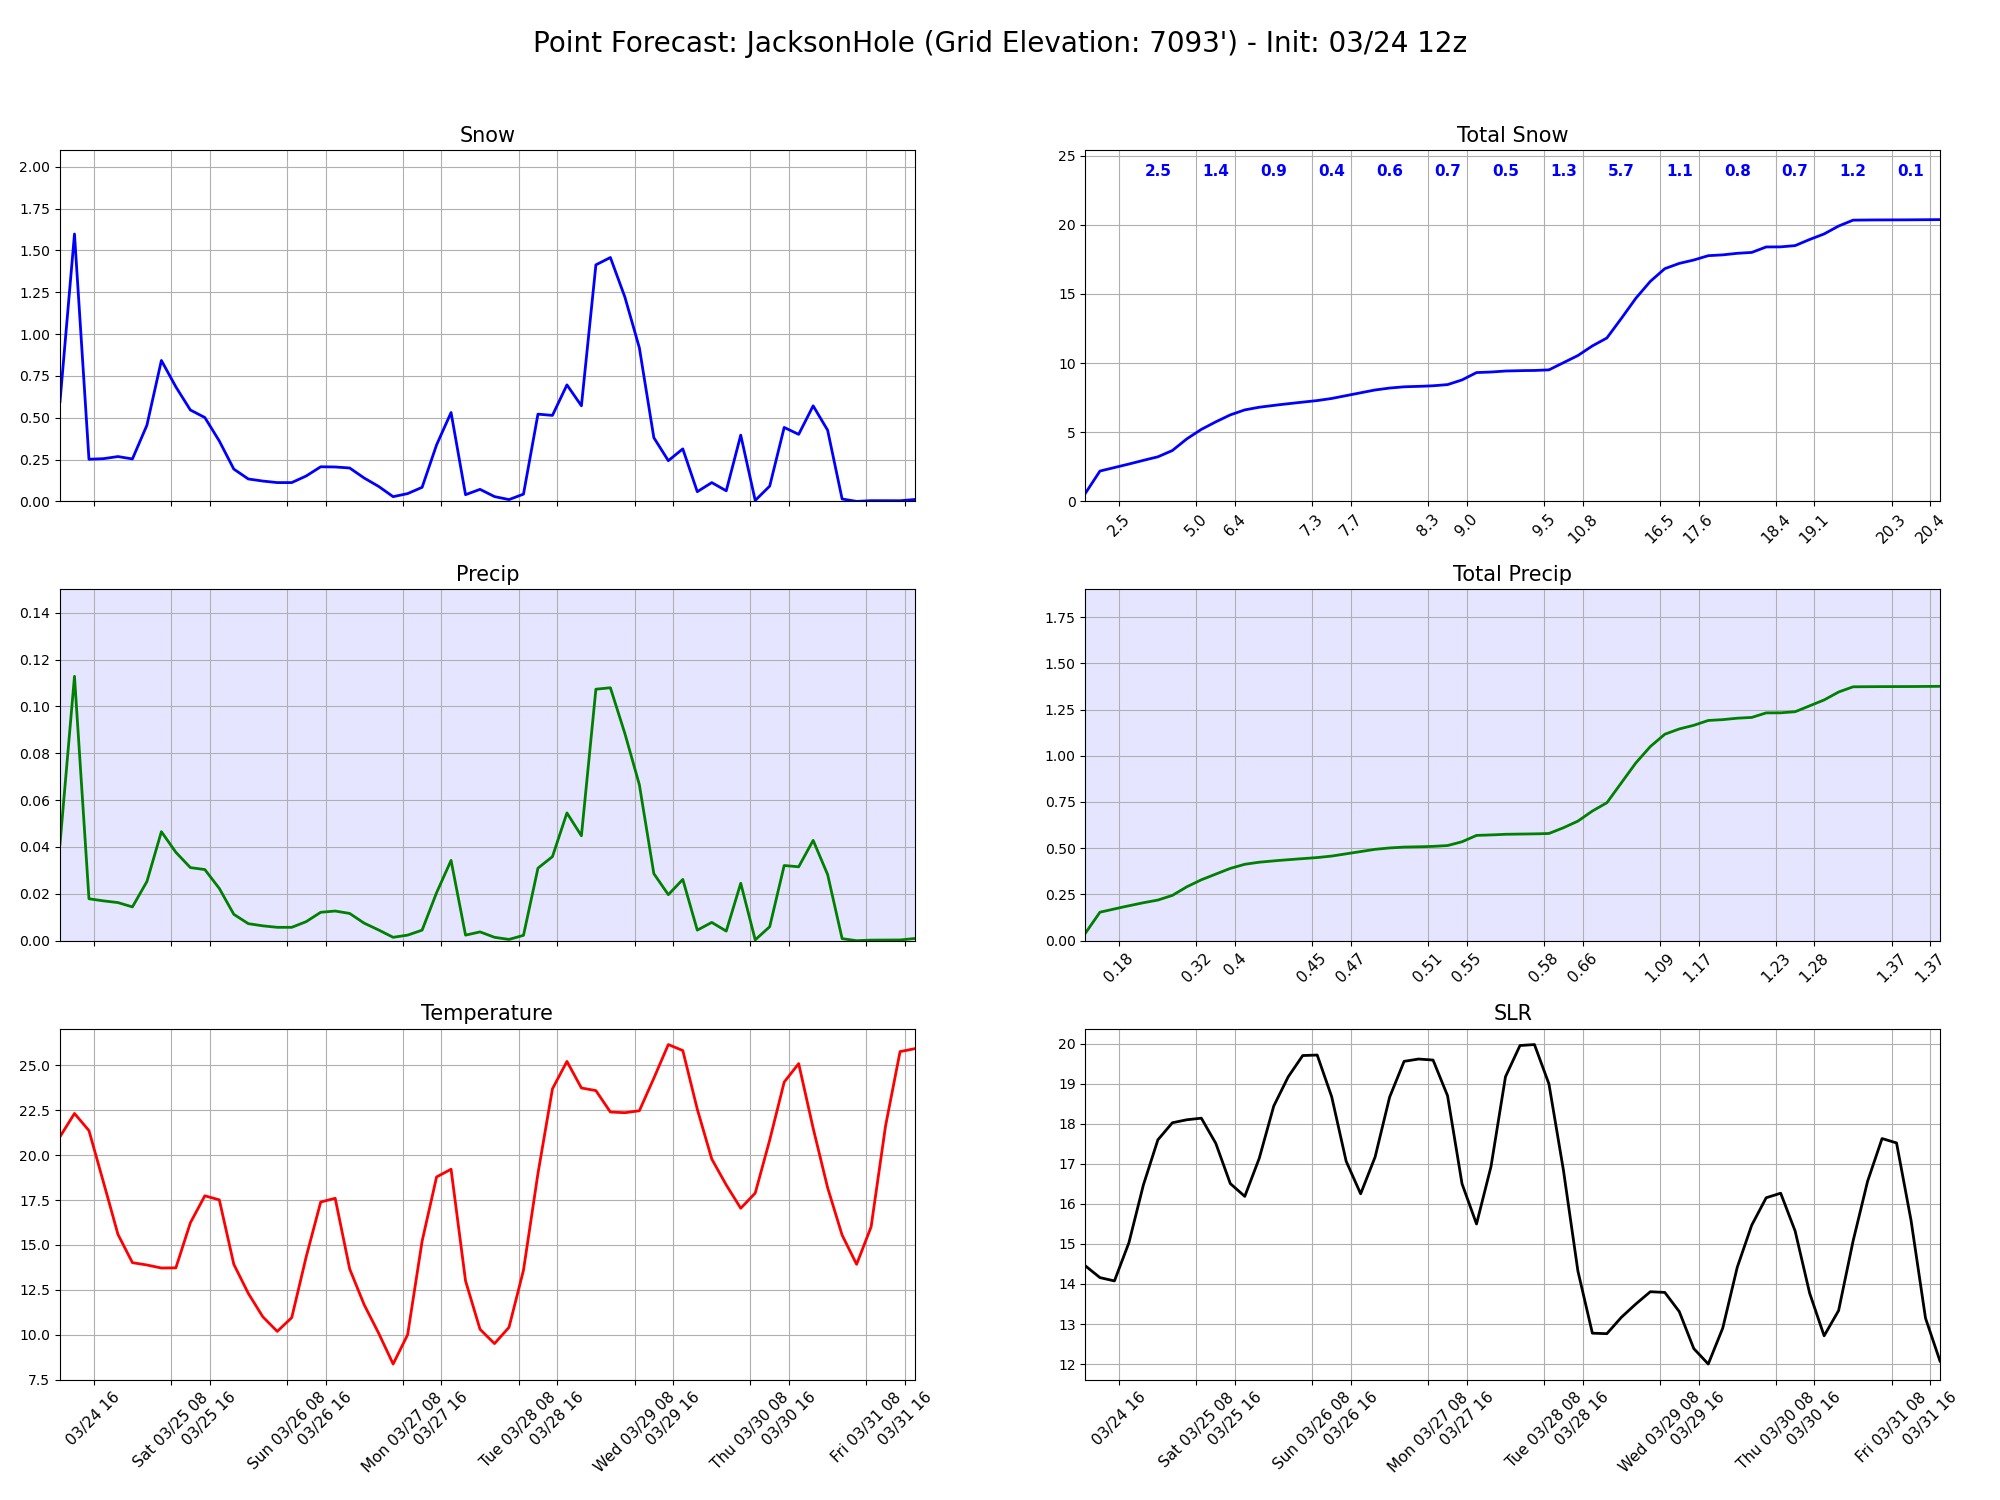 Point Forecast: JacksonHole (Grid Elevation: 7093') - Init: 03/24 12z
Snow
2.00
1.75
1.50
1.25
1.00
0.75
0.50
0.25
0.00
Total Snow
25
20
15
10
5
0
2.5 1.4 0.9 0.4 0.6 0.7 0.5 1.3 5.7 1.1 0.8 0.7 1.2 0.1
2.5 5.0 6.4 7.3 7.7 8.3 9.0 9.5 10.8 16.5 17.6 18.4 19.1 20.3 20.4
Precip
0.14
0.12
0.10
0.08
0.06
0.04
0.02
0.00
Total Precip
1.75
1.50
1.25
1.00
0.75
0.50
0.25
0.00
0.18 0.32 0.4 0.45 0.47 0.51 0.55 0.58 0.66 1.09 1.17 1.23 1.28 1.37 1.37
Temperature
25.0
22.5
20.0
17.5
15.0
12.5
10.0
7.5
03/24 16
Sat 03/25 08
03/25 16
Sun 03/26 08
03/26 16
Mon 03/27 08
03/27 16
Tue 03/28 08
03/28 16
Wed 03/29 08
03/29 16
Thu 03/30 08
03/30 16
Fri 03/31 08
03/31 16
SLR
20
19
18
17
16
15
14
13
12
03/24 16
Sat 03/25 08
03/25 16
Sun 03/26 08
03/26 16
Mon 03/27 08
03/27 16
Tue 03/28 08
03/28 16
Wed 03/29 08
03/29 16
Thu 03/30 08
03/30 16
Fri 03/31 08
03/31 16